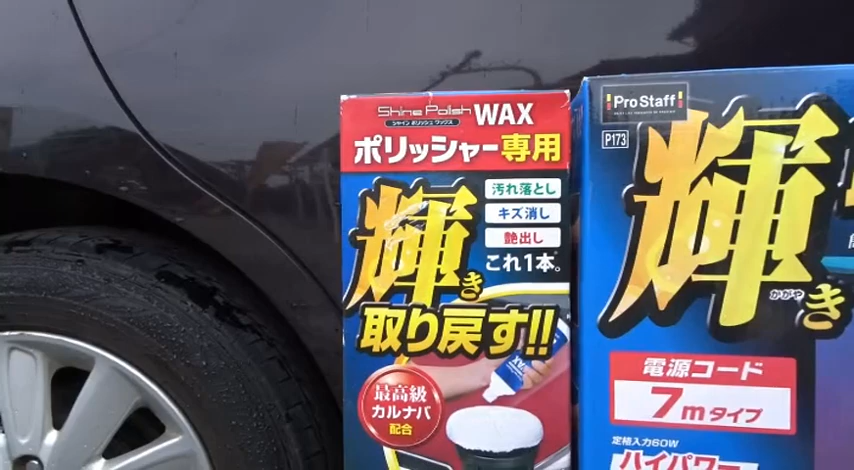 Shine Polish WAX
シャイン ポリッシュ ワックス
ポリッシャー専用
汚れ落とし
キズ消し
艶出し
これ1本。
輝き
取り戻す!!
最高級
カルナバ
配合
WAX
ProStaff
P173
輝き
かがや
電源コード
7mタイプ
定格入力60W
ハイパワー